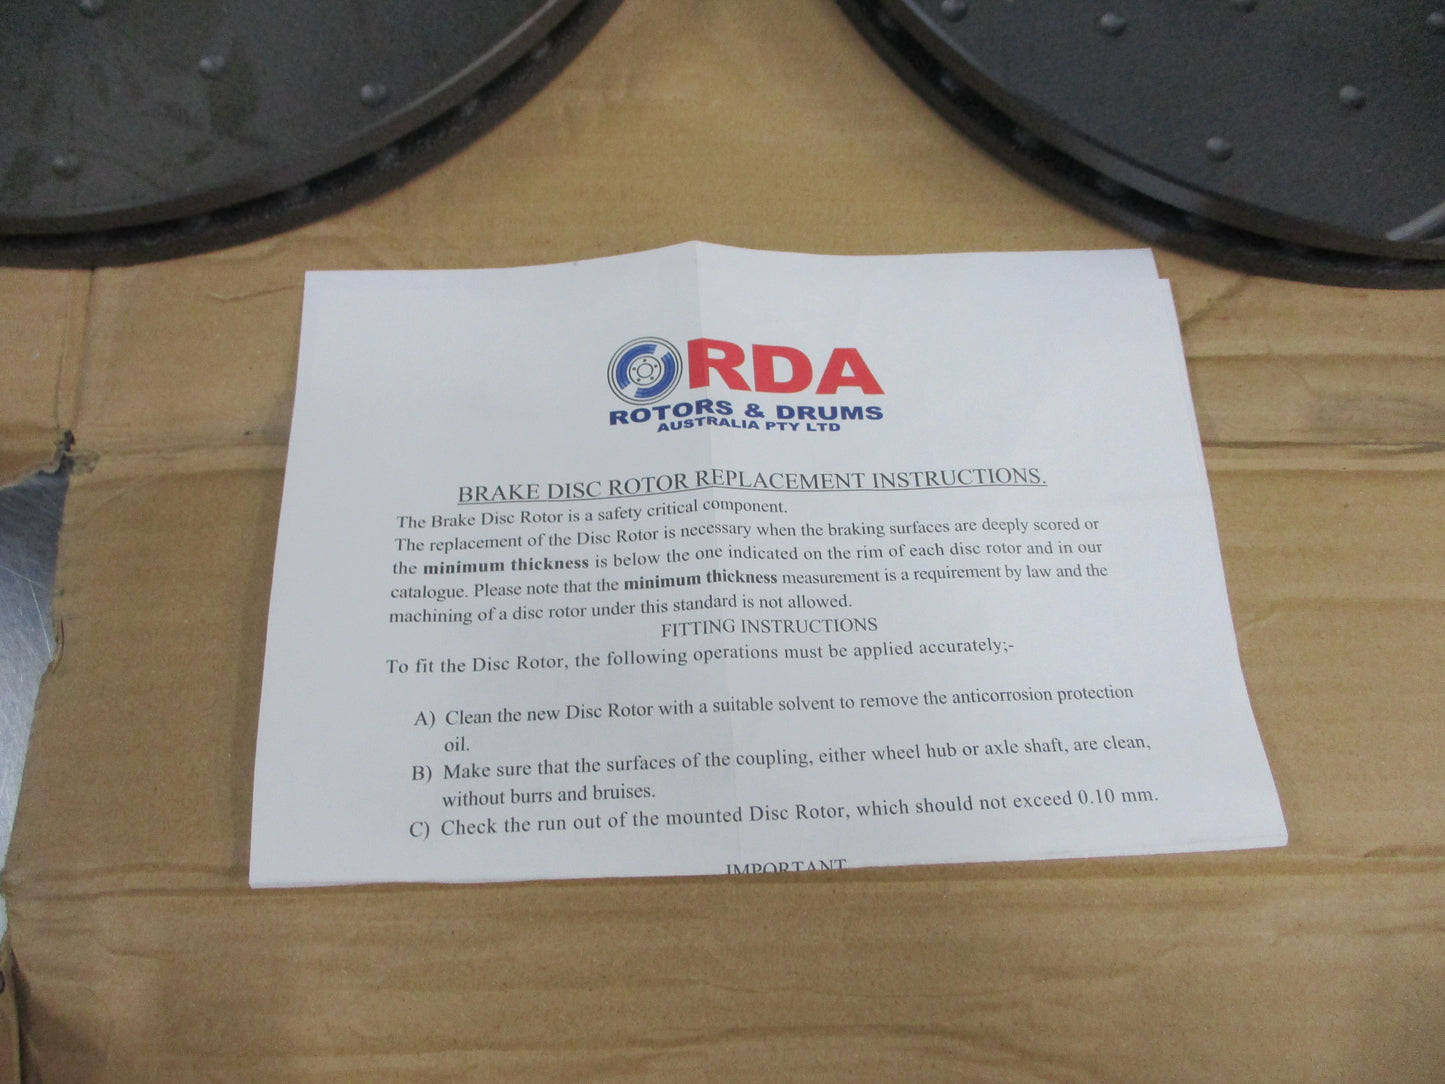 RDA
ROTORS & DRUMS
AUSTRALIA PTY LTD
BRAKE DISC ROTOR REPLACEMENT INSTRUCTIONS.
The Brake Disc Rotor is a safety critical component.
The replacement of the Disc Rotor is necessary when the braking surfaces are deeply scored or
the minimum thickness is below the one indicated on the rim of each disc rotor and in our
catalogue. Please note that the minimum thickness measurement is a requirement by law and the
machining of a disc rotor under this standard is not allowed.
FITTING INSTRUCTIONS
To fit the Disc Rotor, the following operations must be applied accurately;-
A) Clean the new Disc Rotor with a suitable solvent to remove the anticorrosion protection
oil.
B) Make sure that the surfaces of the coupling, either wheel hub or axle shaft, are clean,
without burrs and bruises.
C) Check the run out of the mounted Disc Rotor, which should not exceed 0.10 mm.
IMPORTANT